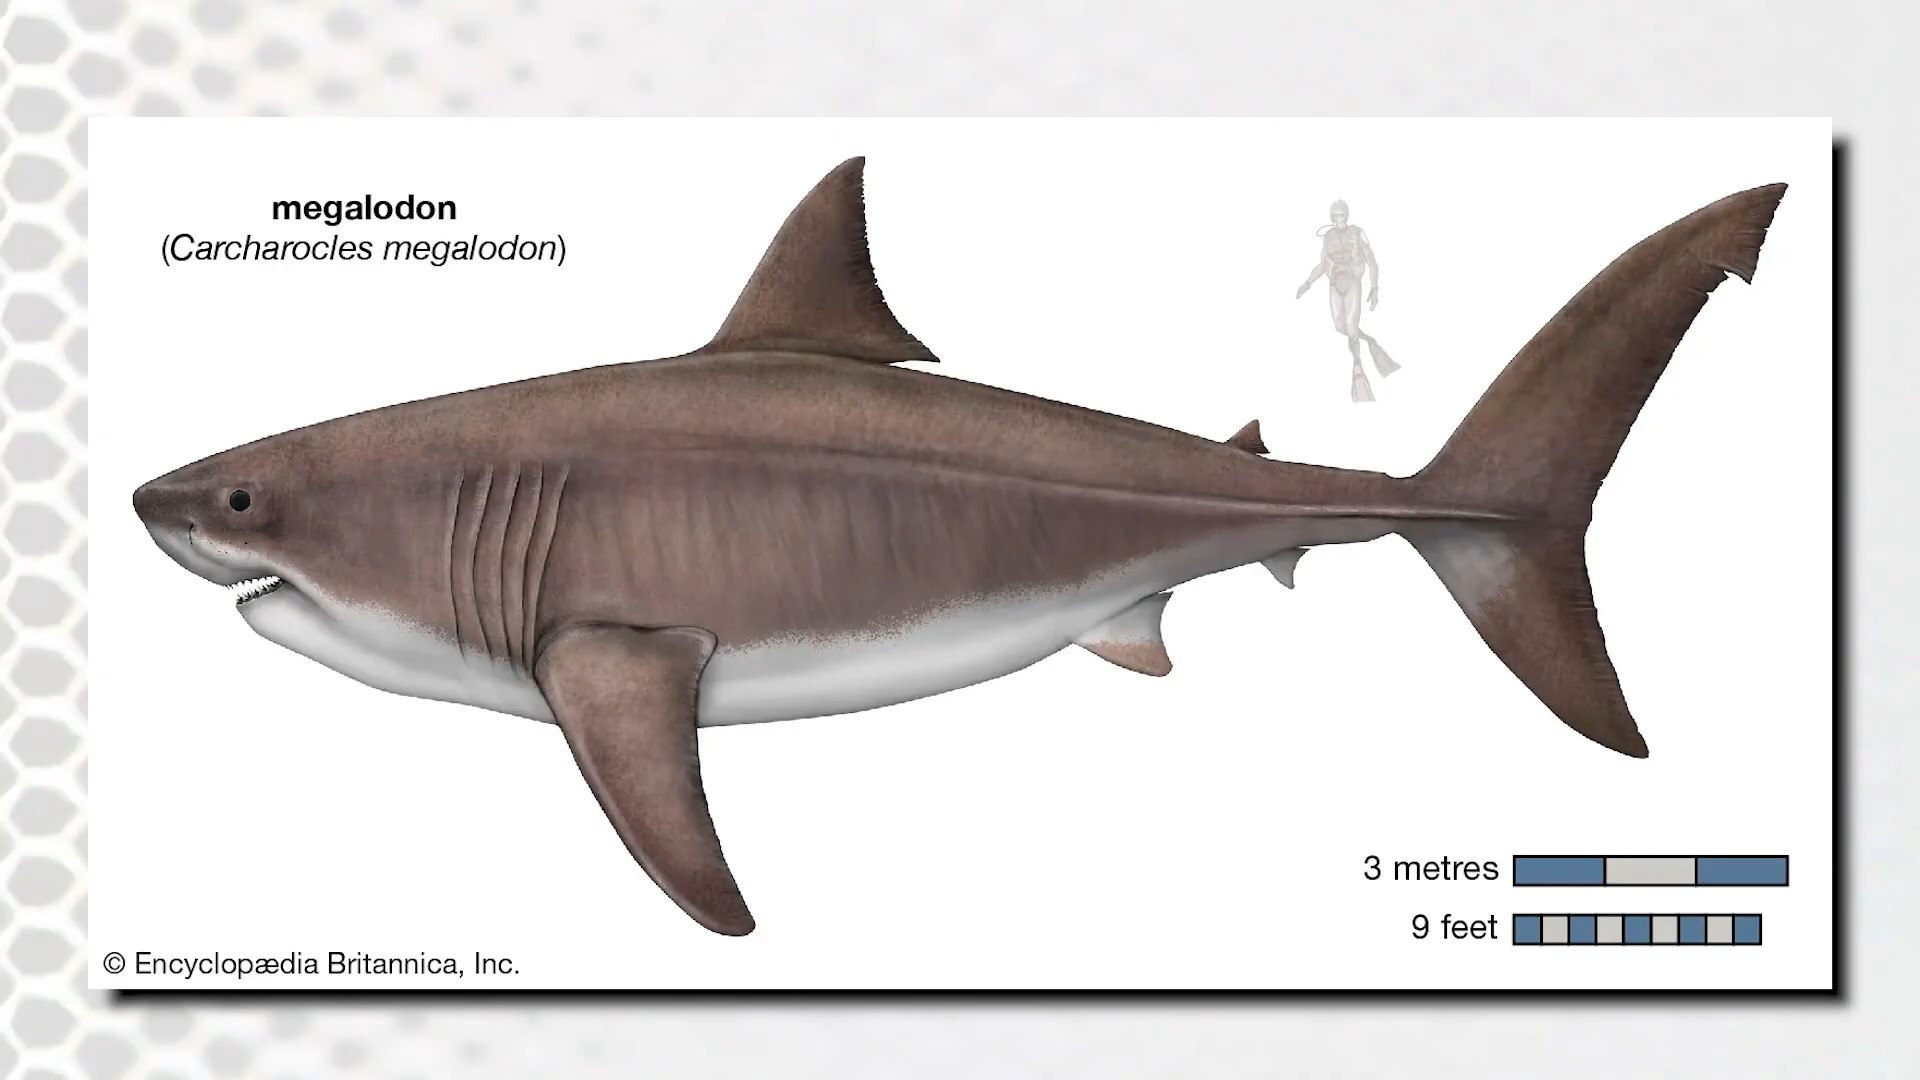 megalodon
(Carcharocles megalodon)
3 metres
9 feet
© Encyclopædia Britannica, Inc.